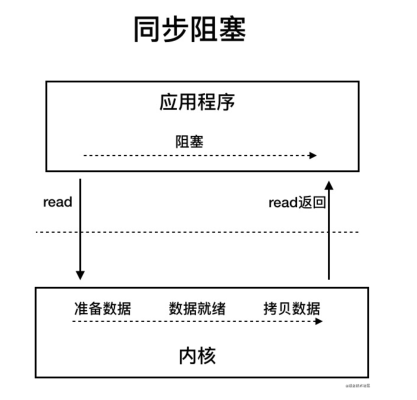 同步阻塞
应用程序
阻塞
read
read返回
准备数据 数据就绪 拷贝数据
内核